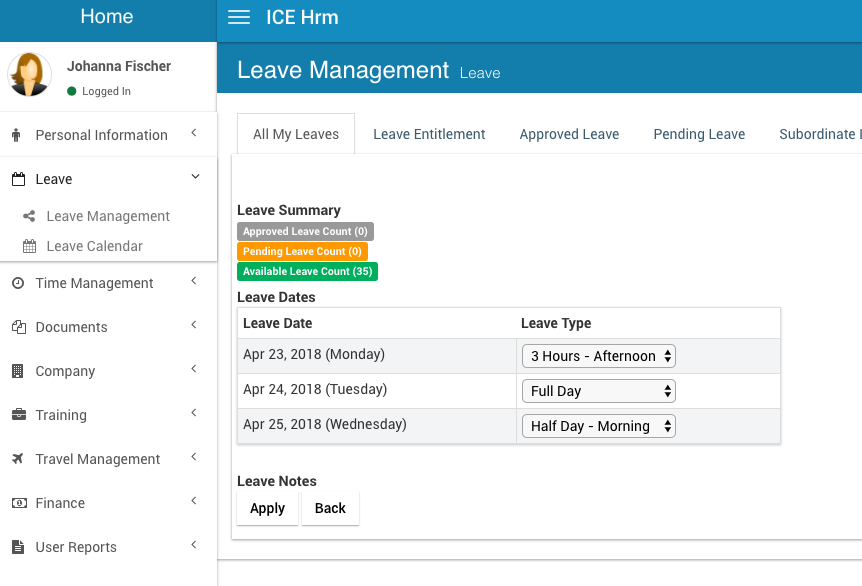 Home
ICE Hrm
Johanna Fischer
Logged In
Personal Information
Leave
Leave Management
Leave Calendar
Time Management
Documents
Company
Training
Travel Management
Finance
User Reports
Leave Management Leave
All My Leaves Leave Entitlement Approved Leave Pending Leave Subordinate
Leave Summary
Approved Leave Count (0)
Pending Leave Count (0)
Available Leave Count (35)
Leave Dates
Leave Date Leave Type
Apr 23, 2018 (Monday) 3 Hours - Afternoon
Apr 24, 2018 (Tuesday) Full Day
Apr 25, 2018 (Wednesday) Half Day - Morning
Leave Notes
Apply Back